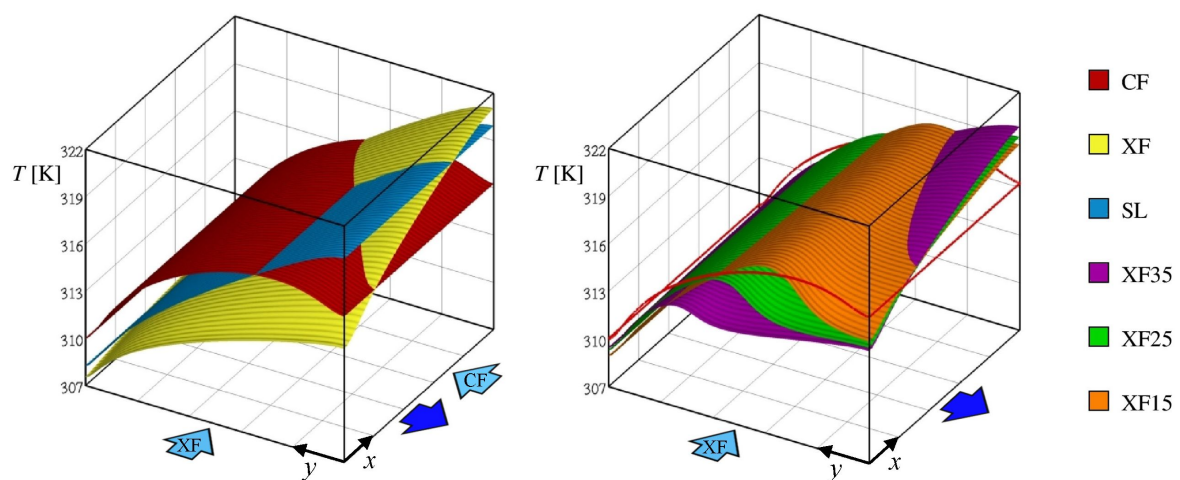 322
T [K]
319
316
313
310
307
XF
CF
y
x
322
T [K]
319
316
313
310
307
XF
y
x
CF
XF
SL
XF35
XF25
XF15